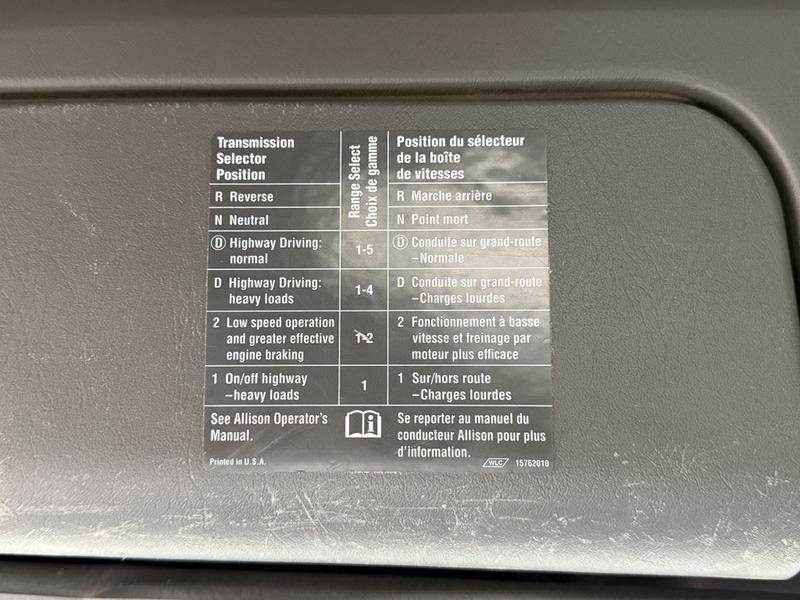 Transmission
Selector
Position
Range Select
Choix de gamme
Position du sélecteur
de la boîte
de vitesses
R Reverse
R Marche arrière
N Neutral
N Point mort
Ⓓ Highway Driving:
normal
1-5
Ⓓ Conduite sur grand-route
–Normale
D Highway Driving:
heavy loads
1-4
D Conduite sur grand-route
–Charges lourdes
2 Low speed operation
and greater effective
engine braking
1-2
2 Fonctionnement à basse
vitesse et freinage par
moteur plus efficace
1 On/off highway
–heavy loads
1
1 Sur/hors route
–Charges lourdes
See Allison Operator's
Manual.
Se reporter au manuel du
conducteur Allison pour plus
d'information.
Printed in U.S.A.
WLC 15762010